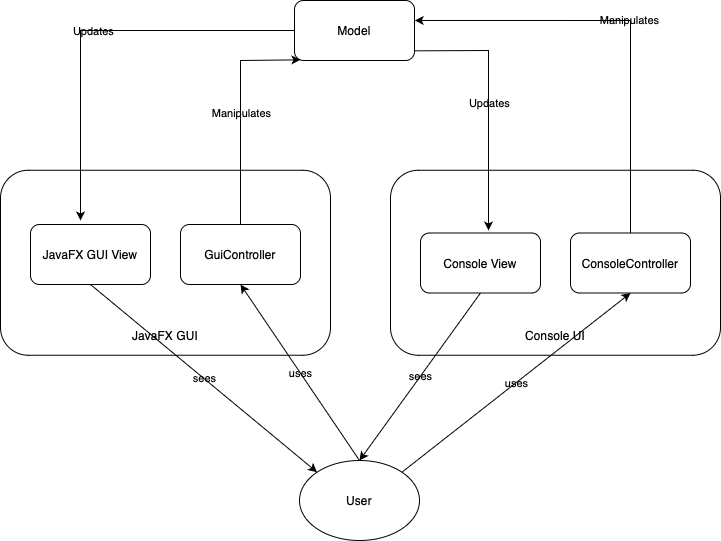 Model
Updates
Manipulates
Manipulates
Updates
JavaFX GUI View
GuiController
Console View
ConsoleController
JavaFX GUI
Console UI
sees
uses
sees
uses
User